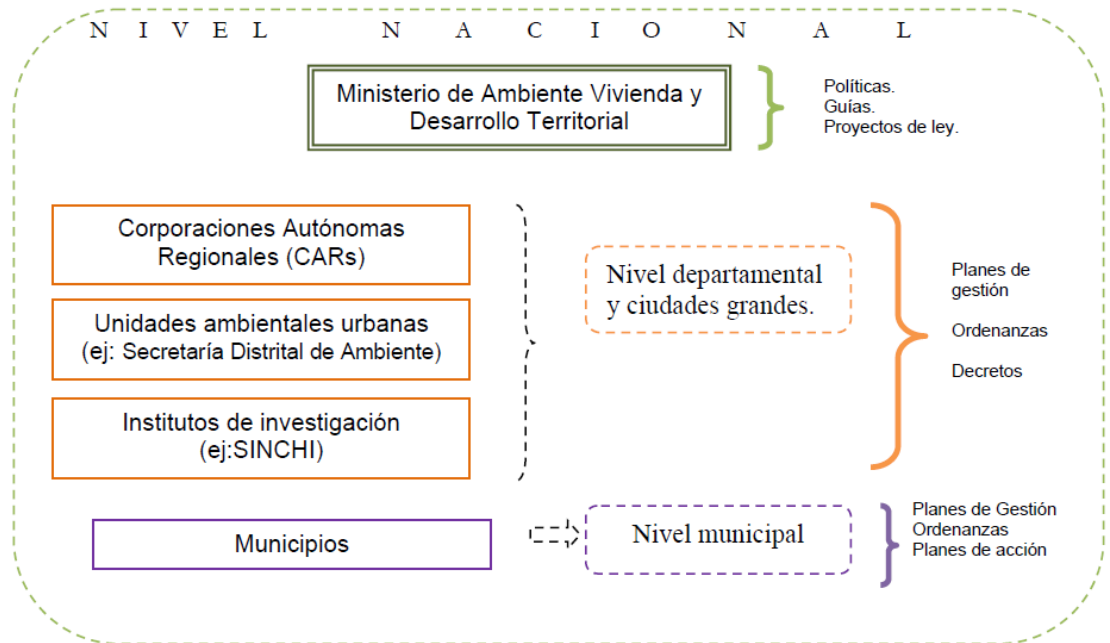 NIVEL NACIONAL
Ministerio de Ambiente Vivienda y
Desarrollo Territorial
Políticas.
Guías.
Proyectos de ley.
Corporaciones Autónomas
Regionales (CARs)
Unidades ambientales urbanas
(ej: Secretaría Distrital de Ambiente)
Institutos de investigación
(ej:SINCHI)
Nivel departamental
y ciudades grandes.
Planes de
gestión
Ordenanzas
Decretos
Municipios
Nivel municipal
Planes de Gestión
Ordenanzas
Planes de acción